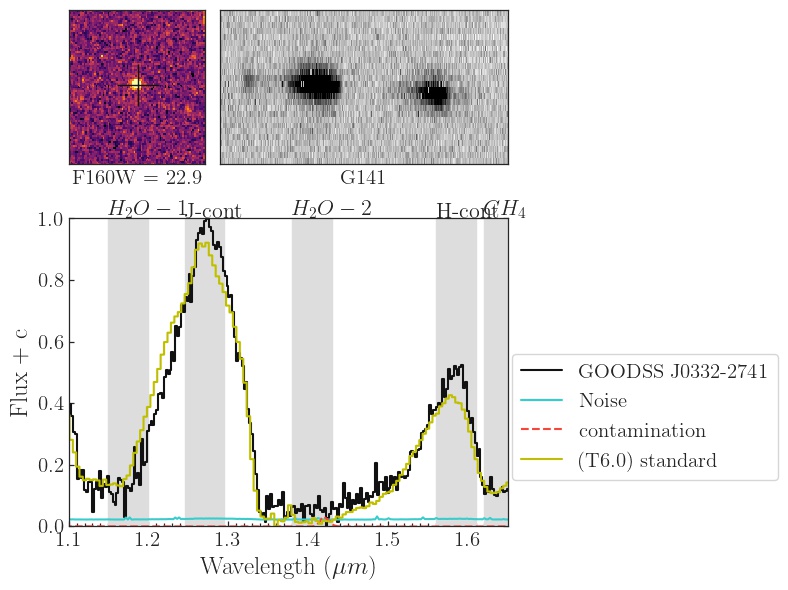 F160W = 22.9
G141
H₂O − 1
J-cont
H₂O − 2
H-cont
CH₄
1.0
0.8
0.6
0.4
0.2
0.0
Flux + c
1.1
1.2
1.3
1.4
1.5
1.6
Wavelength (μm)
GOODSS J0332-2741
Noise
contamination
(T6.0) standard